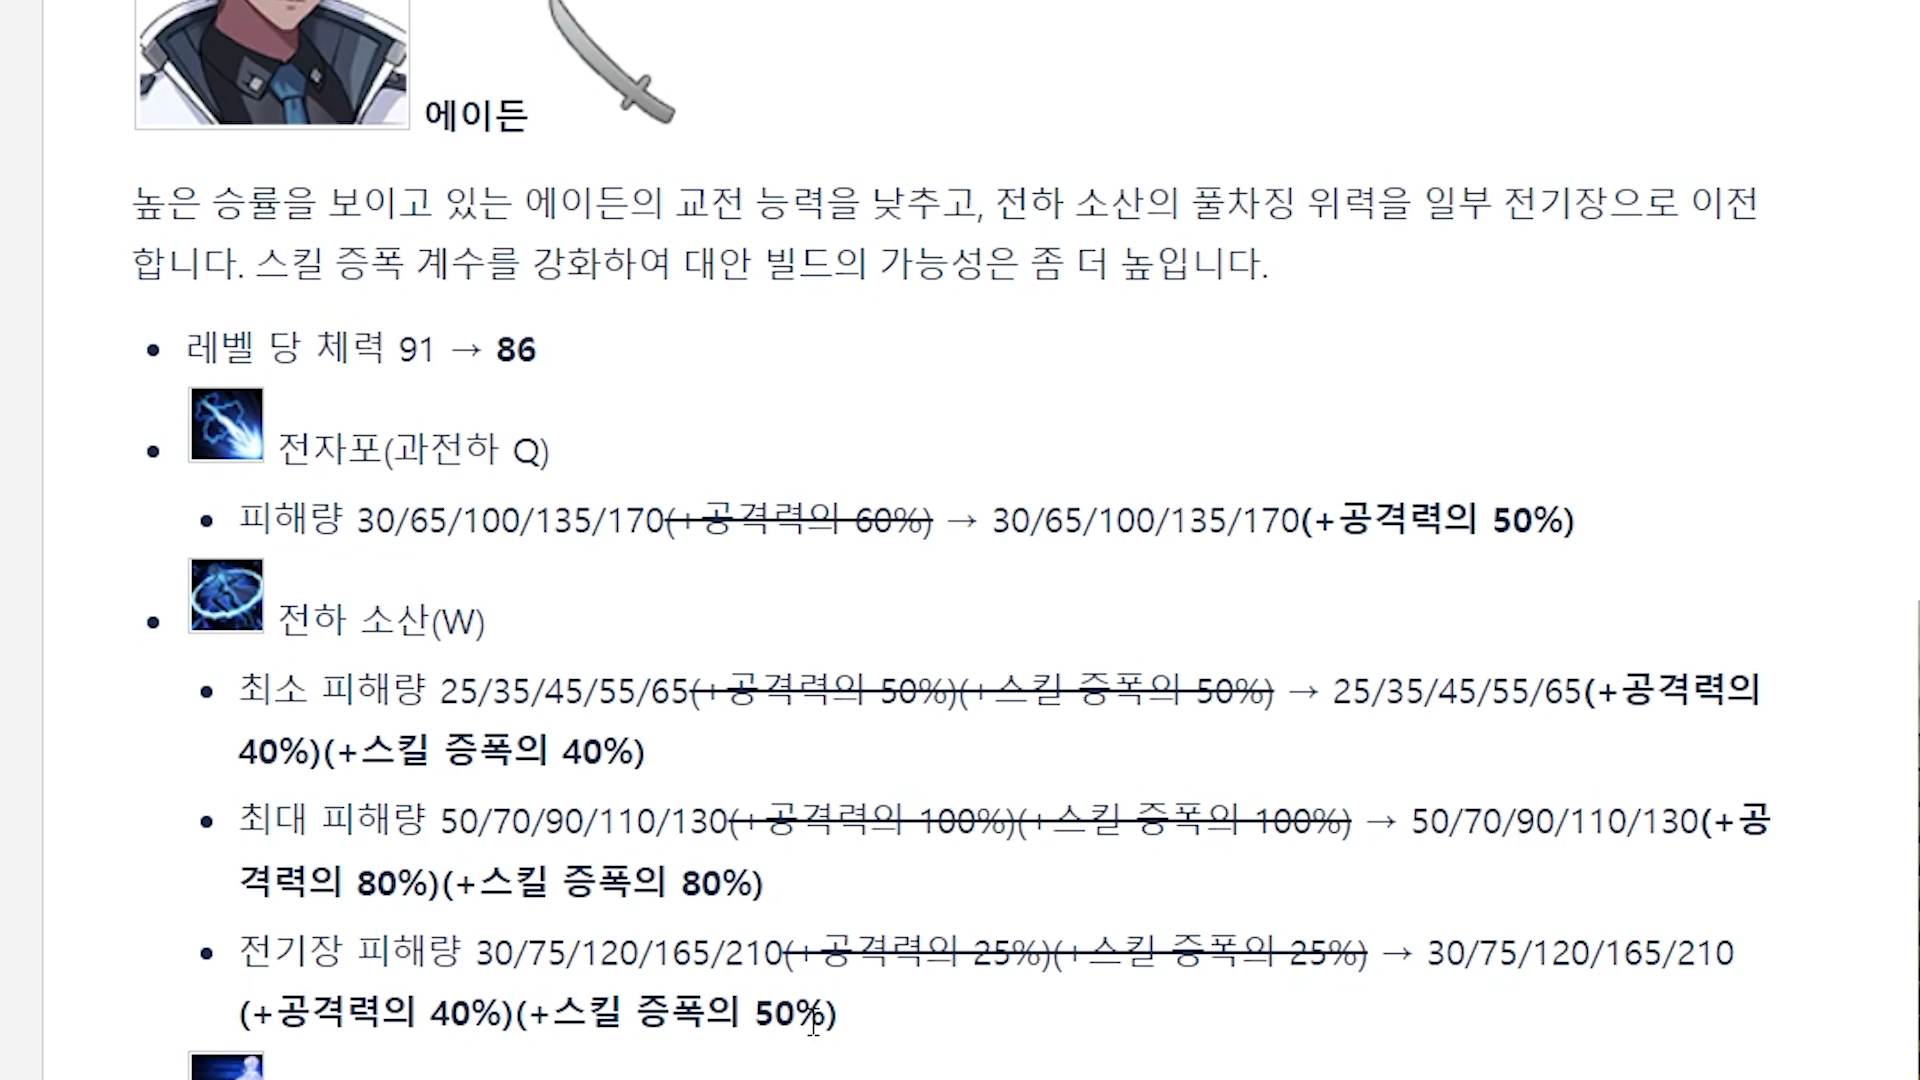 에이든
높은 승률을 보이고 있는 에이든의 교전 능력을 낮추고, 전하 소산의 풀차징 위력을 일부 전기장으로 이전
합니다. 스킬 증폭 계수를 강화하여 대안 빌드의 가능성은 좀 더 높입니다.
• 레벨 당 체력 91 → 86
• 전자포(과전하 Q)
• 피해량 30/65/100/135/170(+공격력의 60%) → 30/65/100/135/170(+공격력의 50%)
• 전하 소산(W)
• 최소 피해량 25/35/45/55/65(+공격력의 50%)(+스킬 증폭의 50%) → 25/35/45/55/65(+공격력의
40%)(+스킬 증폭의 40%)
• 최대 피해량 50/70/90/110/130(+공격력의 100%)(+스킬 증폭의 100%) → 50/70/90/110/130(+공
격력의 80%)(+스킬 증폭의 80%)
• 전기장 피해량 30/75/120/165/210(+공격력의 25%)(+스킬 증폭의 25%) → 30/75/120/165/210
(+공격력의 40%)(+스킬 증폭의 50%)